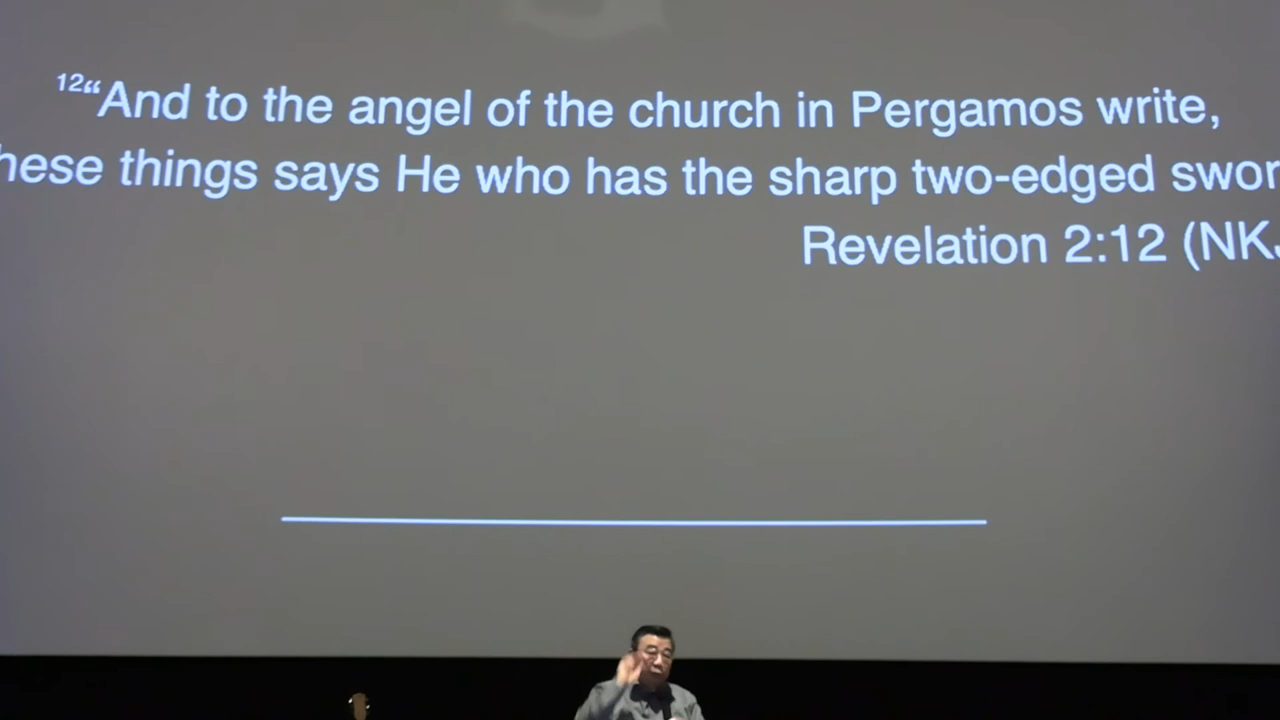 12“And to the angel of the church in Pergamos write,
hese things says He who has the sharp two-edged swor
Revelation 2:12 (NK